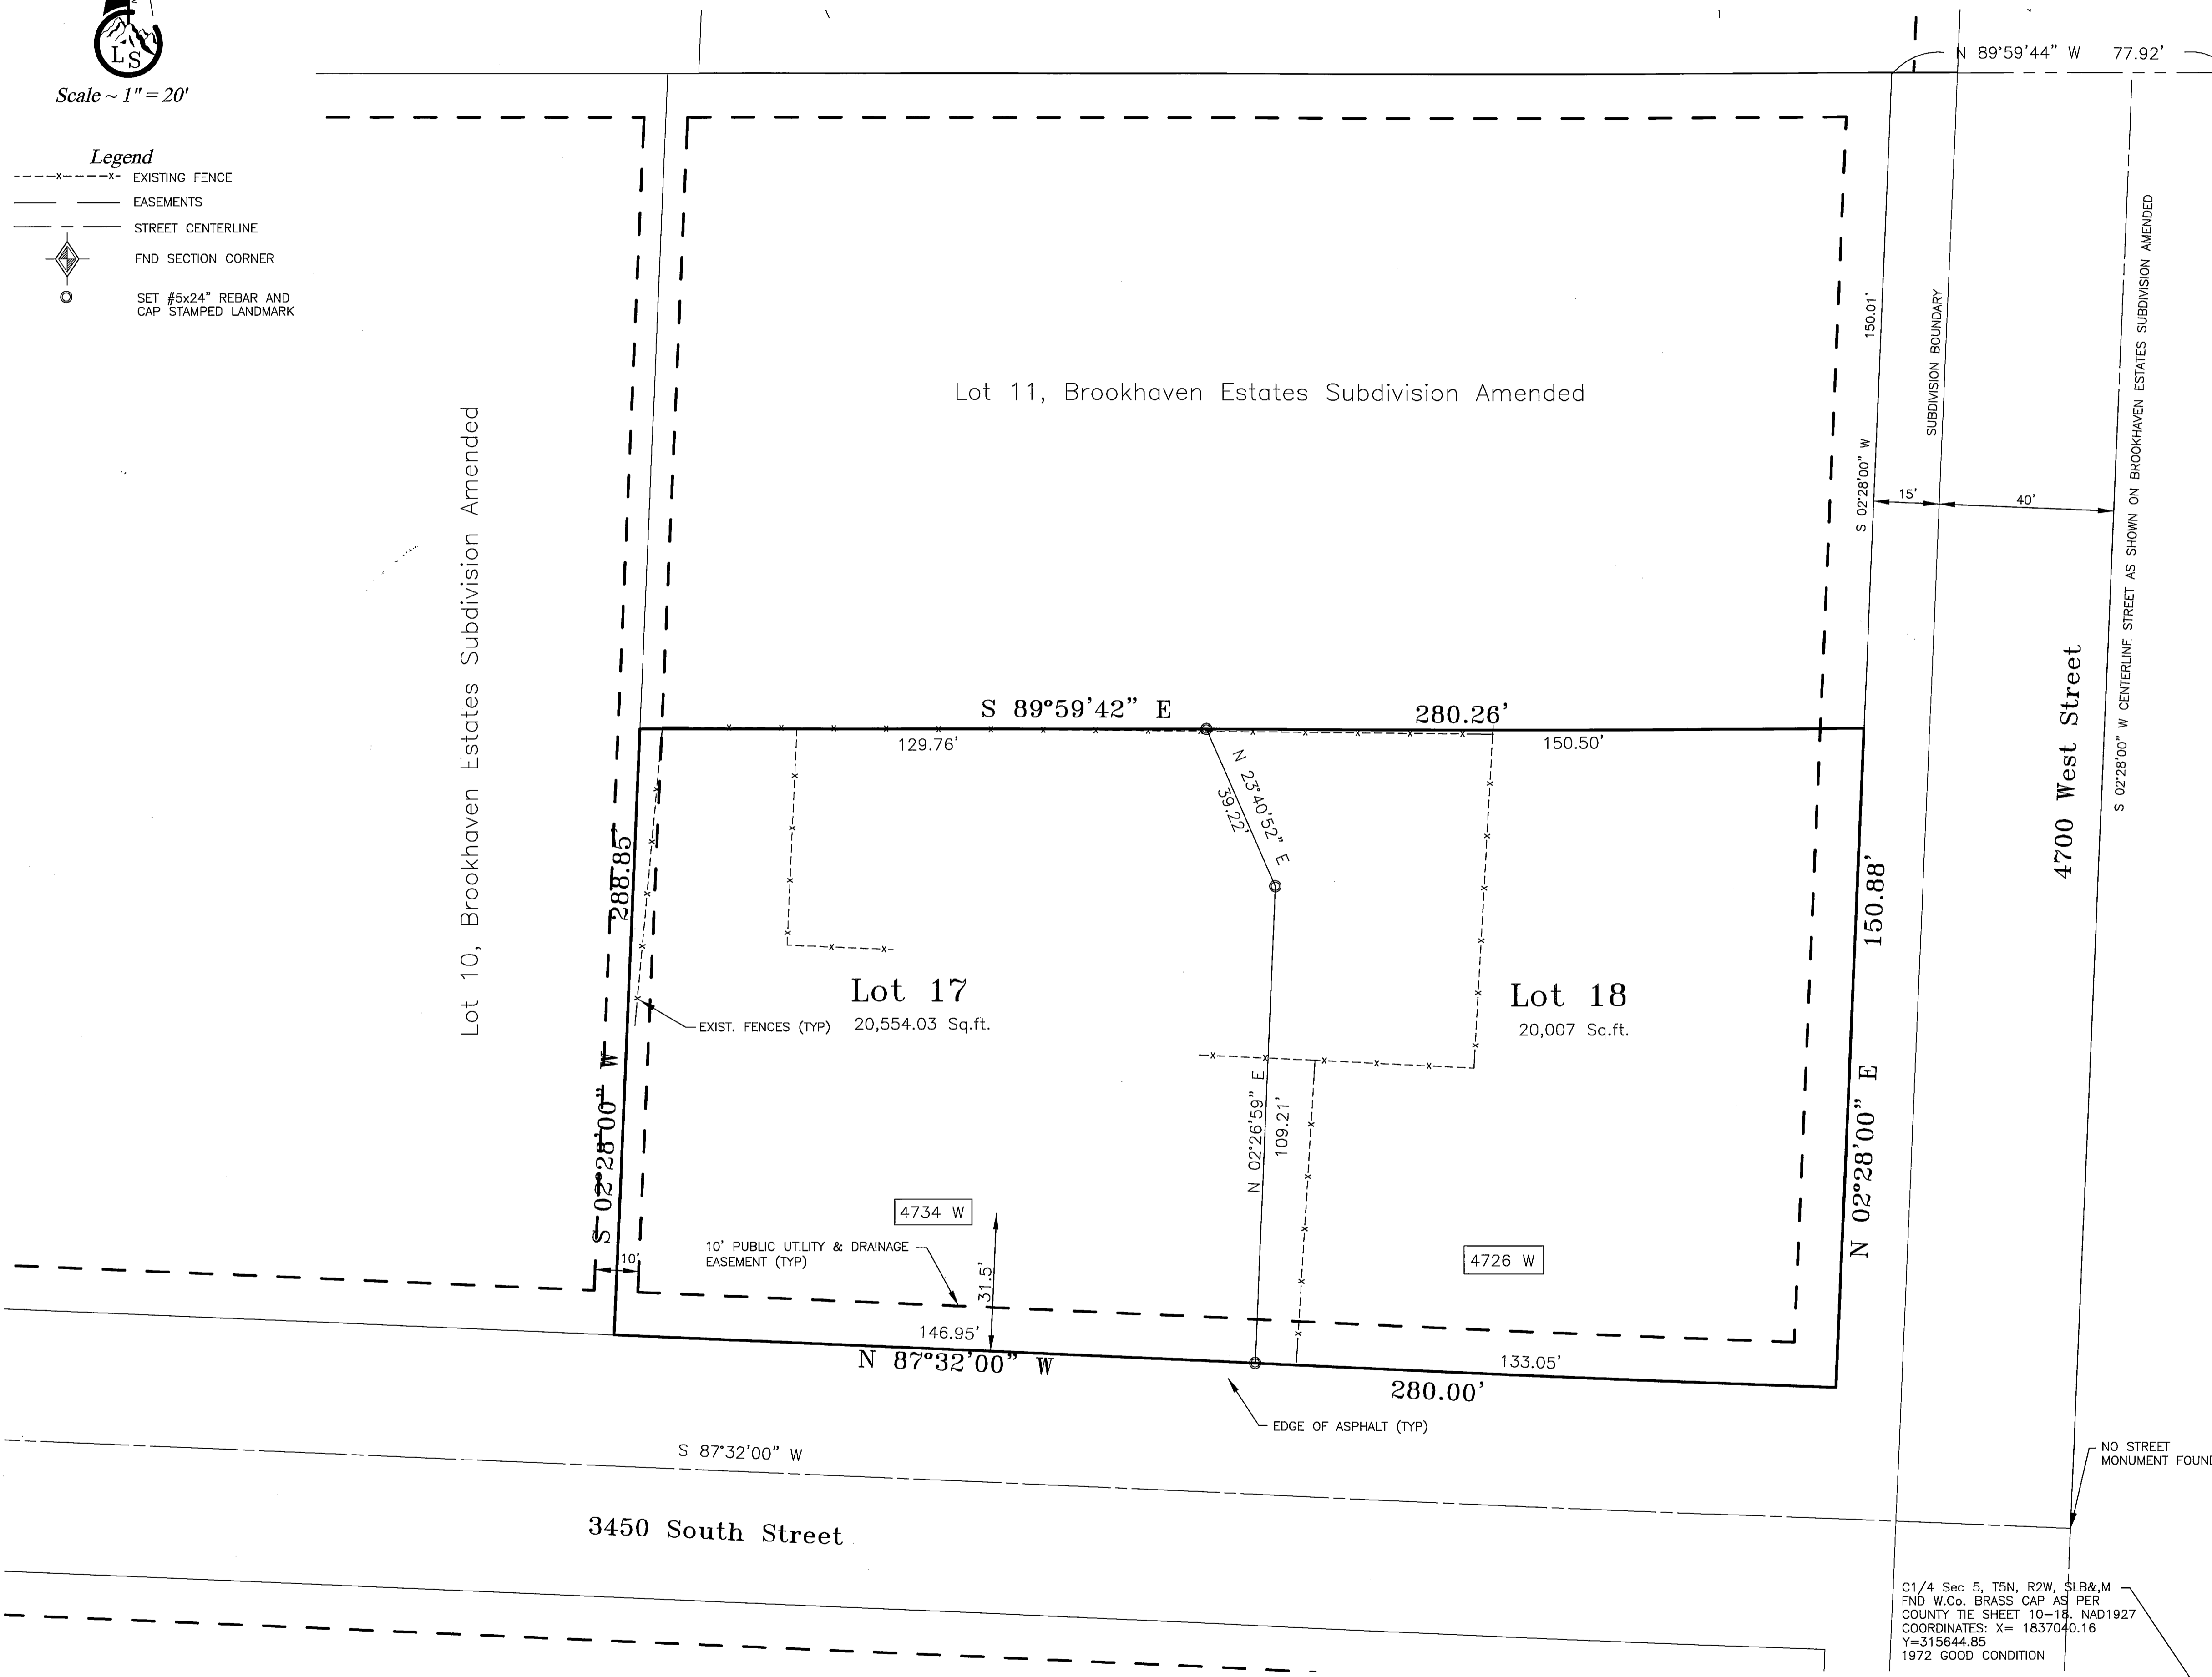 LS
Scale ~ 1" = 20'
Legend
EXISTING FENCE
EASEMENTS
STREET CENTERLINE
FND SECTION CORNER
SET #5x24" REBAR AND
CAP STAMPED LANDMARK
N 89°59'44" W 77.92'
Lot 10, Brookhaven Estates Subdivision Amended
Lot 11, Brookhaven Estates Subdivision Amended
150.01'
S 02°28'00" W
SUBDIVISION BOUNDARY
15'
40'
S 02°28'00" W CENTERLINE STREET AS SHOWN ON BROOKHAVEN ESTATES SUBDIVISION AMENDED
4700 West Street
S 89°59'42" E 280.26'
129.76'
150.50'
N 23°40'52" E
39.22'
288.85'
S 02°28'00" W
150.88'
N 02°28'00" E
Lot 17
20,554.03 Sq.ft.
Lot 18
20,007 Sq.ft.
EXIST. FENCES (TYP)
N 02°26'59" E
109.21'
4734 W
4726 W
10' PUBLIC UTILITY & DRAINAGE
EASEMENT (TYP)
10'
31.5'
146.95'
133.05'
N 87°32'00" W
280.00'
EDGE OF ASPHALT (TYP)
S 87°32'00" W
3450 South Street
NO STREET
MONUMENT FOUND
C1/4 Sec 5, T5N, R2W, SLB&,M
FND W.Co. BRASS CAP AS PER
COUNTY TIE SHEET 10-18. NAD1927
COORDINATES: X= 1837040.16
Y=315644.85
1972 GOOD CONDITION